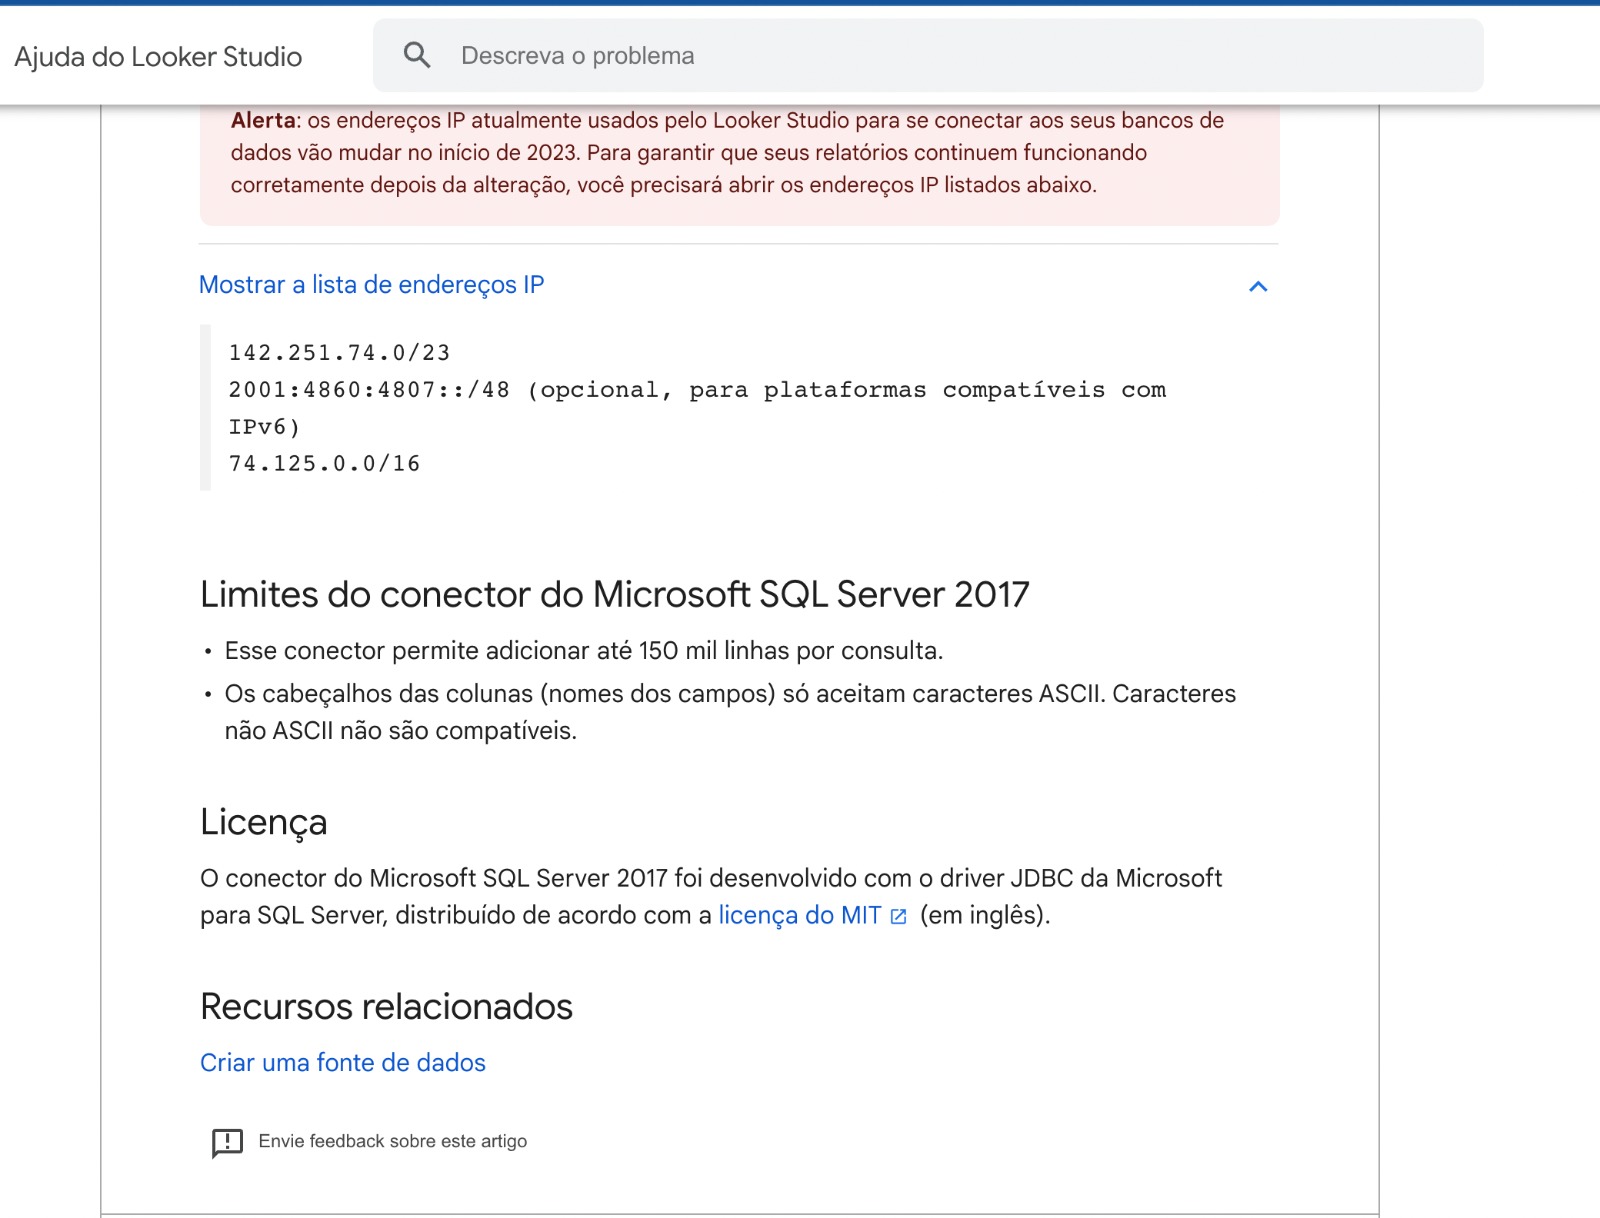 Ajuda do Looker Studio
Descreva o problema
Alerta: os endereços IP atualmente usados pelo Looker Studio para se conectar aos seus bancos de
dados vão mudar no início de 2023. Para garantir que seus relatórios continuem funcionando
corretamente depois da alteração, você precisará abrir os endereços IP listados abaixo.
Mostrar a lista de endereços IP
142.251.74.0/23
2001:4860:4807::/48 (opcional, para plataformas compatíveis com
IPv6)
74.125.0.0/16
Limites do conector do Microsoft SQL Server 2017
• Esse conector permite adicionar até 150 mil linhas por consulta.
• Os cabeçalhos das colunas (nomes dos campos) só aceitam caracteres ASCII. Caracteres
não ASCII não são compatíveis.
Licença
O conector do Microsoft SQL Server 2017 foi desenvolvido com o driver JDBC da Microsoft
para SQL Server, distribuído de acordo com a licença do MIT (em inglês).
Recursos relacionados
Criar uma fonte de dados
Envie feedback sobre este artigo